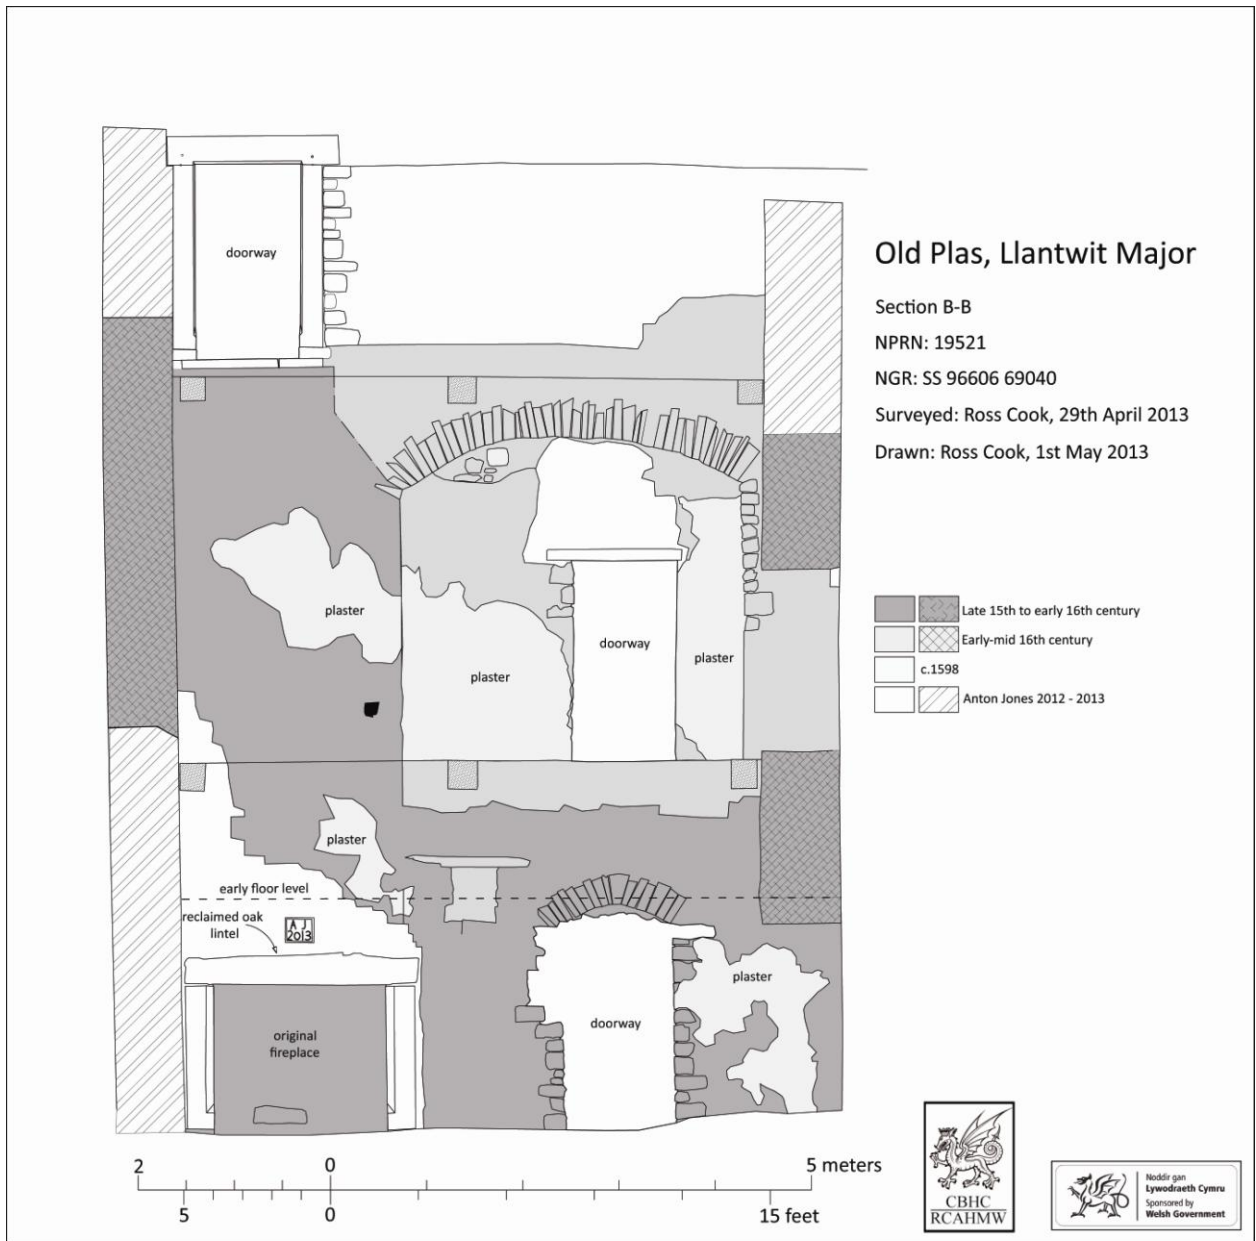 Old Plas, Llantwit Major
Section B-B
NPRN: 19521
NGR: SS 96606 69040
Surveyed: Ross Cook, 29th April 2013
Drawn: Ross Cook, 1st May 2013
Late 15th to early 16th century
Early-mid 16th century
c.1598
Anton Jones 2012 - 2013
doorway
plaster
plaster
doorway
plaster
plaster
early floor level
reclaimed oak
lintel
A J
2013
plaster
original
fireplace
doorway
2 0 5 meters
5 0 15 feet
CBHC
RCAHMW
Noddir gan
Lywodraeth Cymru
Sponsored by
Welsh Government